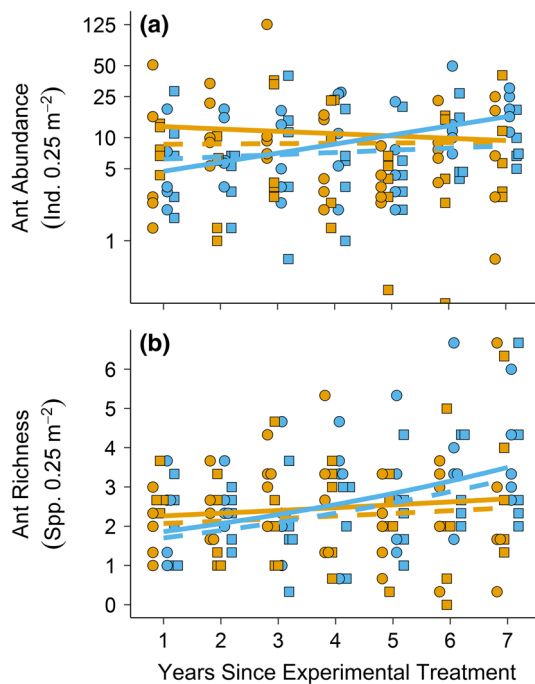 (a)
125
50
25
10
5
1
Ant Abundance
(Ind. 0.25 m⁻²)
(b)
6
5
4
3
2
1
0
Ant Richness
(Spp. 0.25 m⁻²)
1 2 3 4 5 6 7
Years Since Experimental Treatment